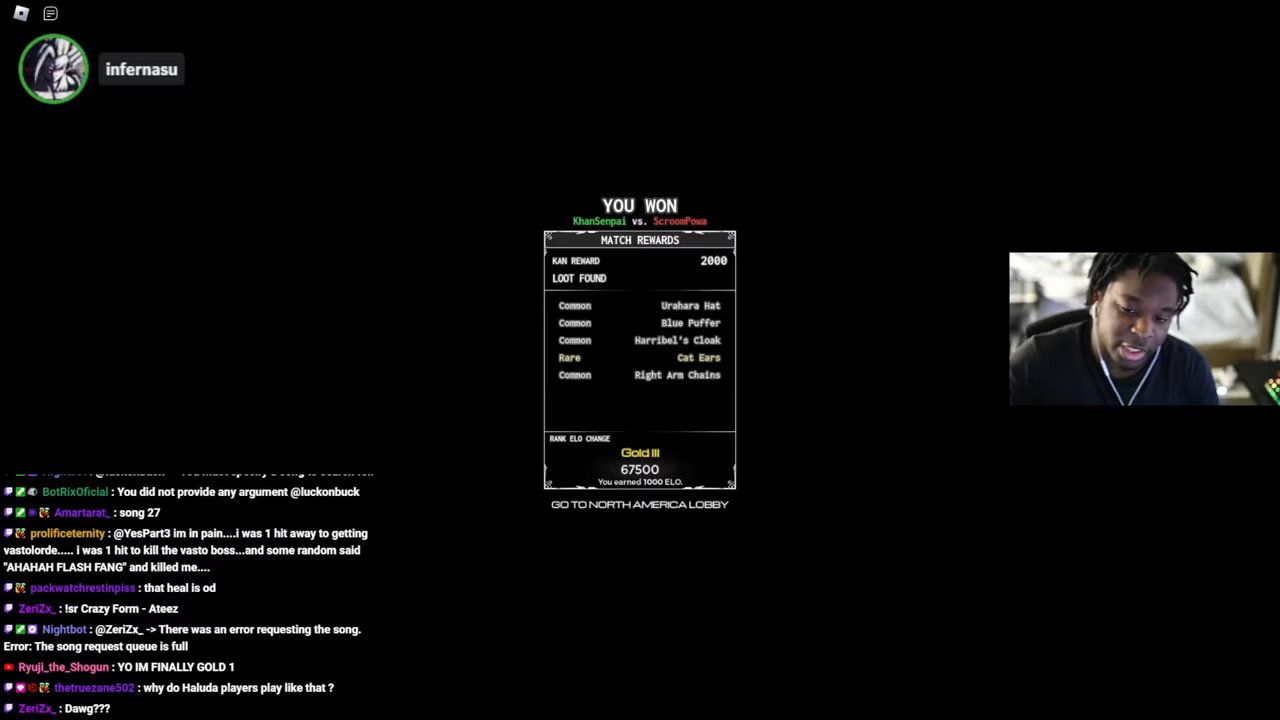 infernasu
YOU WON
KhanSenpai vs. ScroomPowa
MATCH REWARDS
KAN REWARD 2000
LOOT FOUND
Common Urahara Hat
Common Blue Puffer
Common Harribel's Cloak
Rare Cat Ears
Common Right Arm Chains
RANK ELO CHANGE
Gold III
67500
You earned 1000 ELO.
GO TO NORTH AMERICA LOBBY
BotRixOficial : You did not provide any argument @luckonbuck
Amartarat_ : song 27
prolificeternity : @YesPart3 im in pain....i was 1 hit away to getting
vastolorde..... i was 1 hit to kill the vasto boss...and some random said
"AHAHAH FLASH FANG" and killed me....
packwatchrestinpiss : that heal is od
ZeriZx_ : !sr Crazy Form - Ateez
Nightbot : @ZeriZx_ -> There was an error requesting the song.
Error: The song request queue is full
Ryuji_the_Shogun : YO IM FINALLY GOLD 1
thetruezane502 : why do Haluda players play like that ?
ZeriZx_ : Dawg???